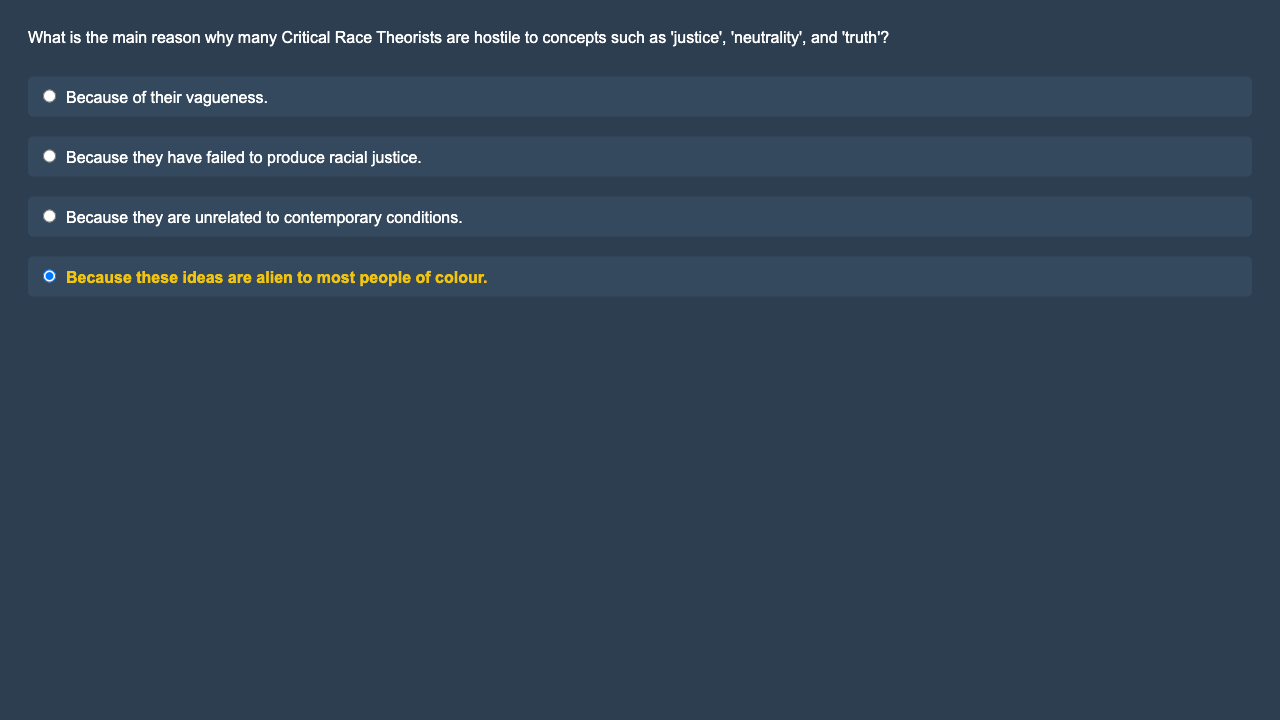 What is the main reason why many Critical Race Theorists are hostile to concepts such as 'justice', 'neutrality', and 'truth'?
Because of their vagueness.
Because they have failed to produce racial justice.
Because they are unrelated to contemporary conditions.
Because these ideas are alien to most people of colour.